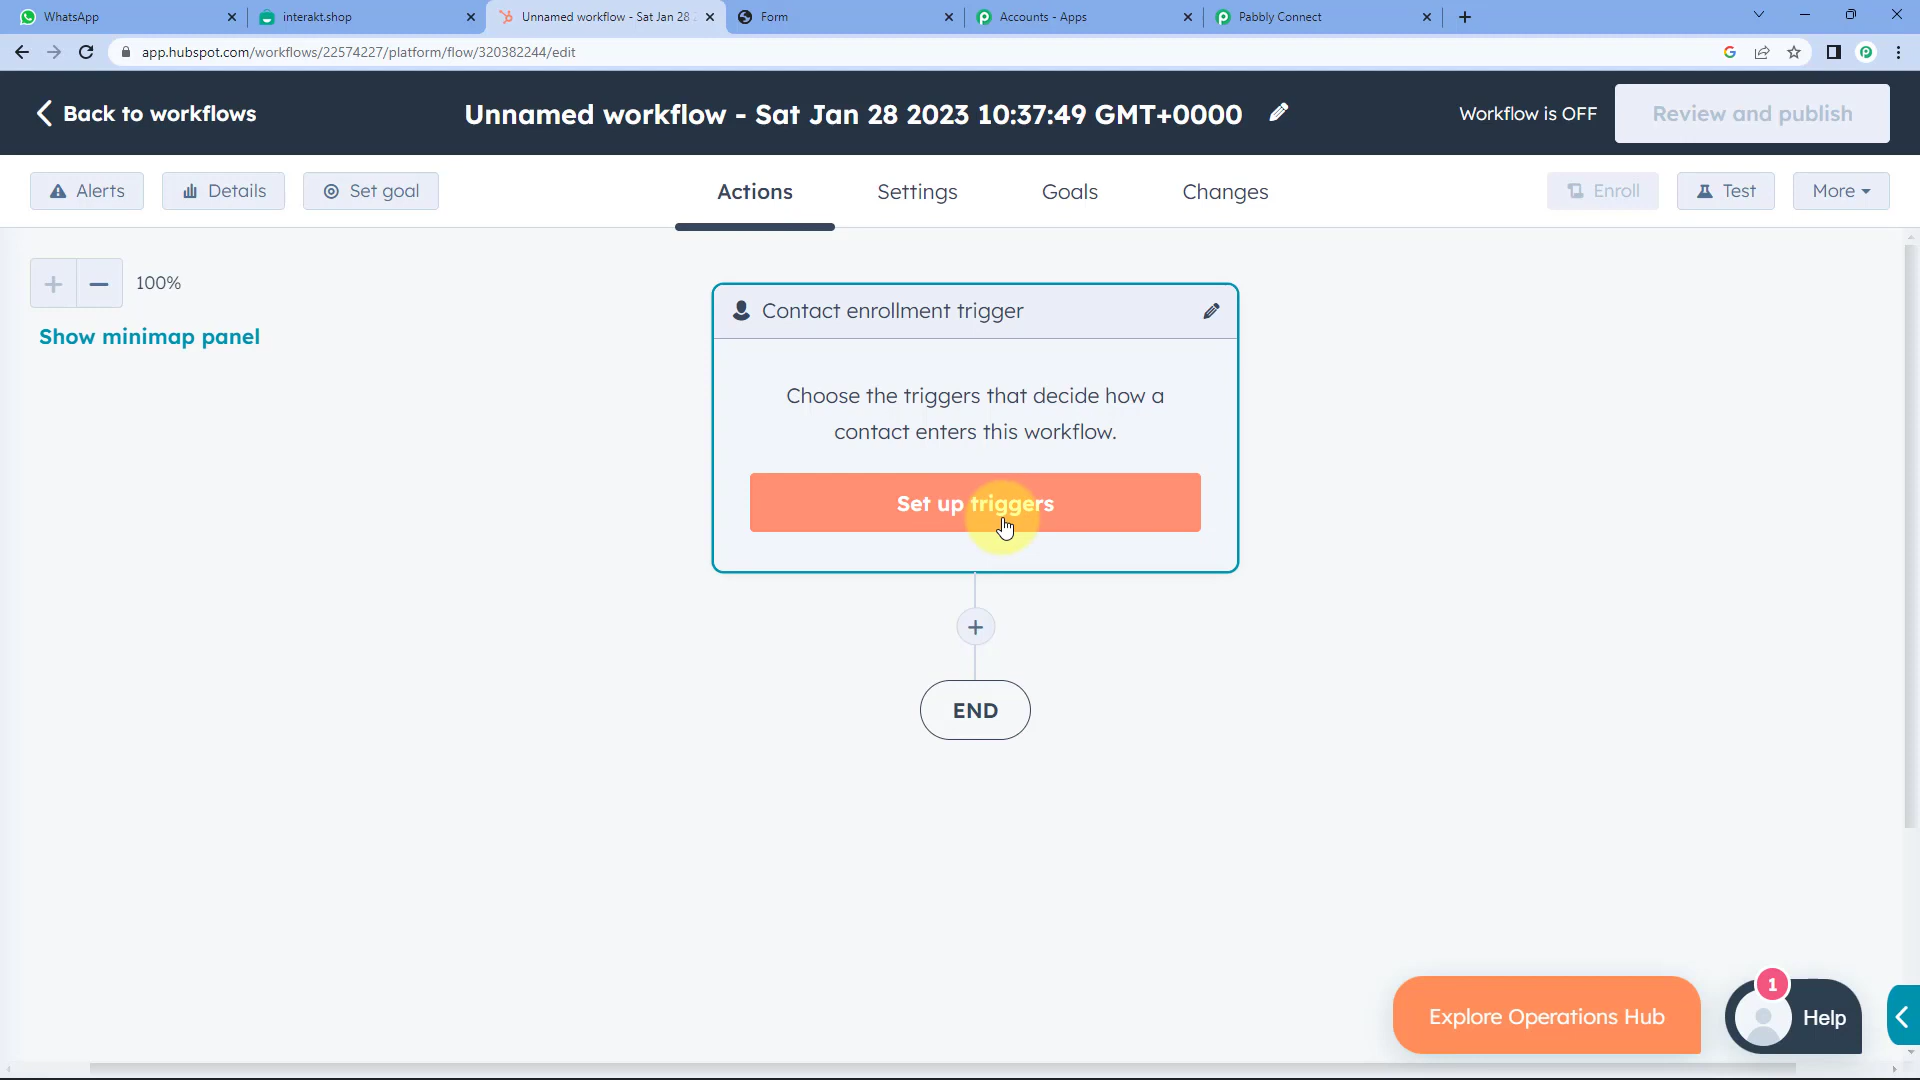 WhatsApp
interakt.shop
Unnamed workflow - Sat Jan 28
Form
Accounts - Apps
Pabbly Connect
app.hubspot.com/workflows/22574227/platform/flow/320382244/edit
Back to workflows
Unnamed workflow - Sat Jan 28 2023 10:37:49 GMT+0000
Workflow is OFF
Review and publish
Alerts
Details
Set goal
Actions
Settings
Goals
Changes
Enroll
Test
More
100%
Show minimap panel
Contact enrollment trigger
Choose the triggers that decide how a
contact enters this workflow.
Set up triggers
END
Explore Operations Hub
1
Help